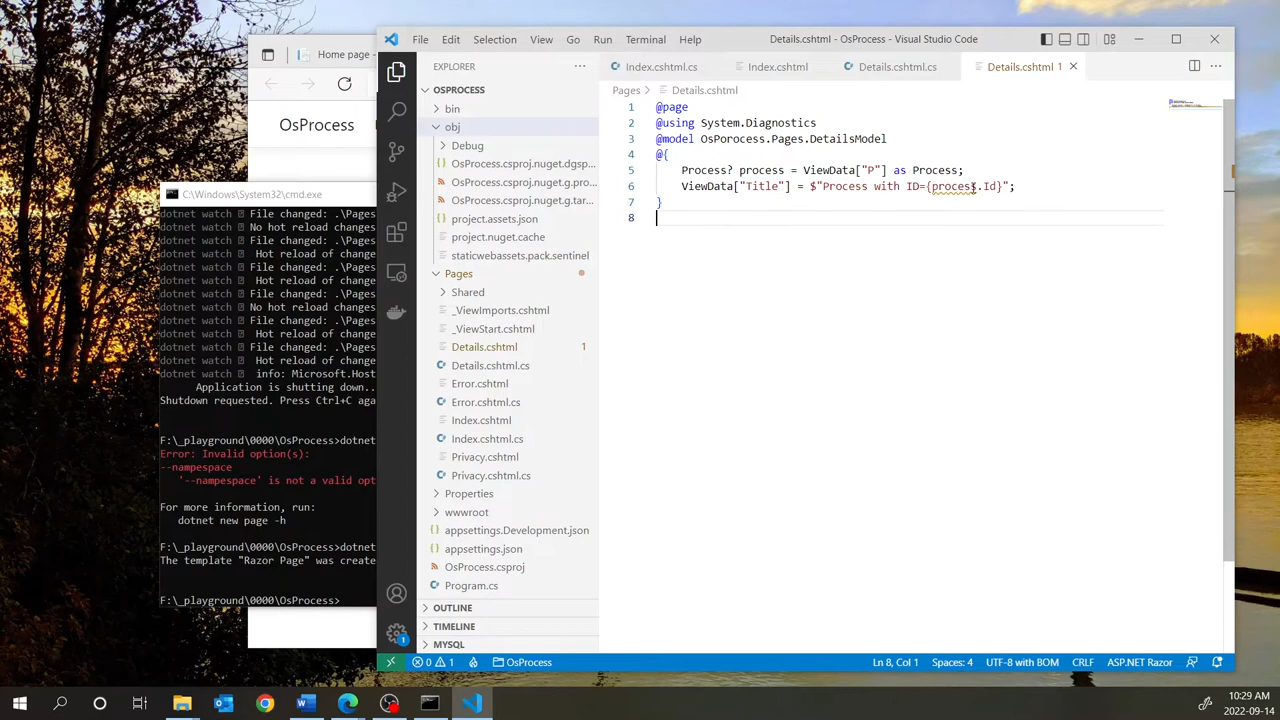 Home page -
OsProcess
C:\Windows\System32\cmd.exe
dotnet watch File changed: .\Pages
dotnet watch No hot reload changes
dotnet watch File changed: .\Pages
dotnet watch Hot reload of change
dotnet watch File changed: .\Pages
dotnet watch Hot reload of change
dotnet watch File changed: .\Pages
dotnet watch No hot reload changes
dotnet watch File changed: .\Pages
dotnet watch Hot reload of change
dotnet watch File changed: .\Pages
dotnet watch Hot reload of change
dotnet watch info: Microsoft.Host
Application is shutting down..
Shutdown requested. Press Ctrl+C aga
F:\_playground\0000\OsProcess>dotnet
Error: Invalid option(s):
--nampespace
'--nampespace' is not a valid opt
For more information, run:
dotnet new page -h
F:\_playground\0000\OsProcess>dotnet
The template "Razor Page" was create
F:\_playground\0000\OsProcess>
File Edit Selection View Go Run Terminal Help
Details.cshtml - OsProcess - Visual Studio Code
EXPLORER
OSPROCESS
bin
obj
Debug
OsProcess.csproj.nuget.dgsp...
OsProcess.csproj.nuget.g.pro...
OsProcess.csproj.nuget.g.tar...
project.assets.json
project.nuget.cache
staticwebassets.pack.sentinel
Pages
Shared
_ViewImports.cshtml
_ViewStart.cshtml
Details.cshtml 1
Details.cshtml.cs
Error.cshtml
Error.cshtml.cs
Index.cshtml
Index.cshtml.cs
Privacy.cshtml
Privacy.cshtml.cs
Properties
wwwroot
appsettings.Development.json
appsettings.json
OsProcess.csproj
Program.cs
OUTLINE
TIMELINE
MYSQL
Index.cshtml.cs
Index.cshtml
Details.cshtml.cs
Details.cshtml 1
Pages > Details.cshtml
1 @page
2 @using System.Diagnostics
3 @model OsPorocess.Pages.DetailsModel
4 @{
5 Process? process = ViewData["P"] as Process;
6 ViewData["Title"] = $"Process with ID={process.Id}";
7 }
8
1
0 1 OsProcess Ln 8, Col 1 Spaces: 4 UTF-8 with BOM CRLF ASP.NET Razor
10:29 AM
2022-09-14